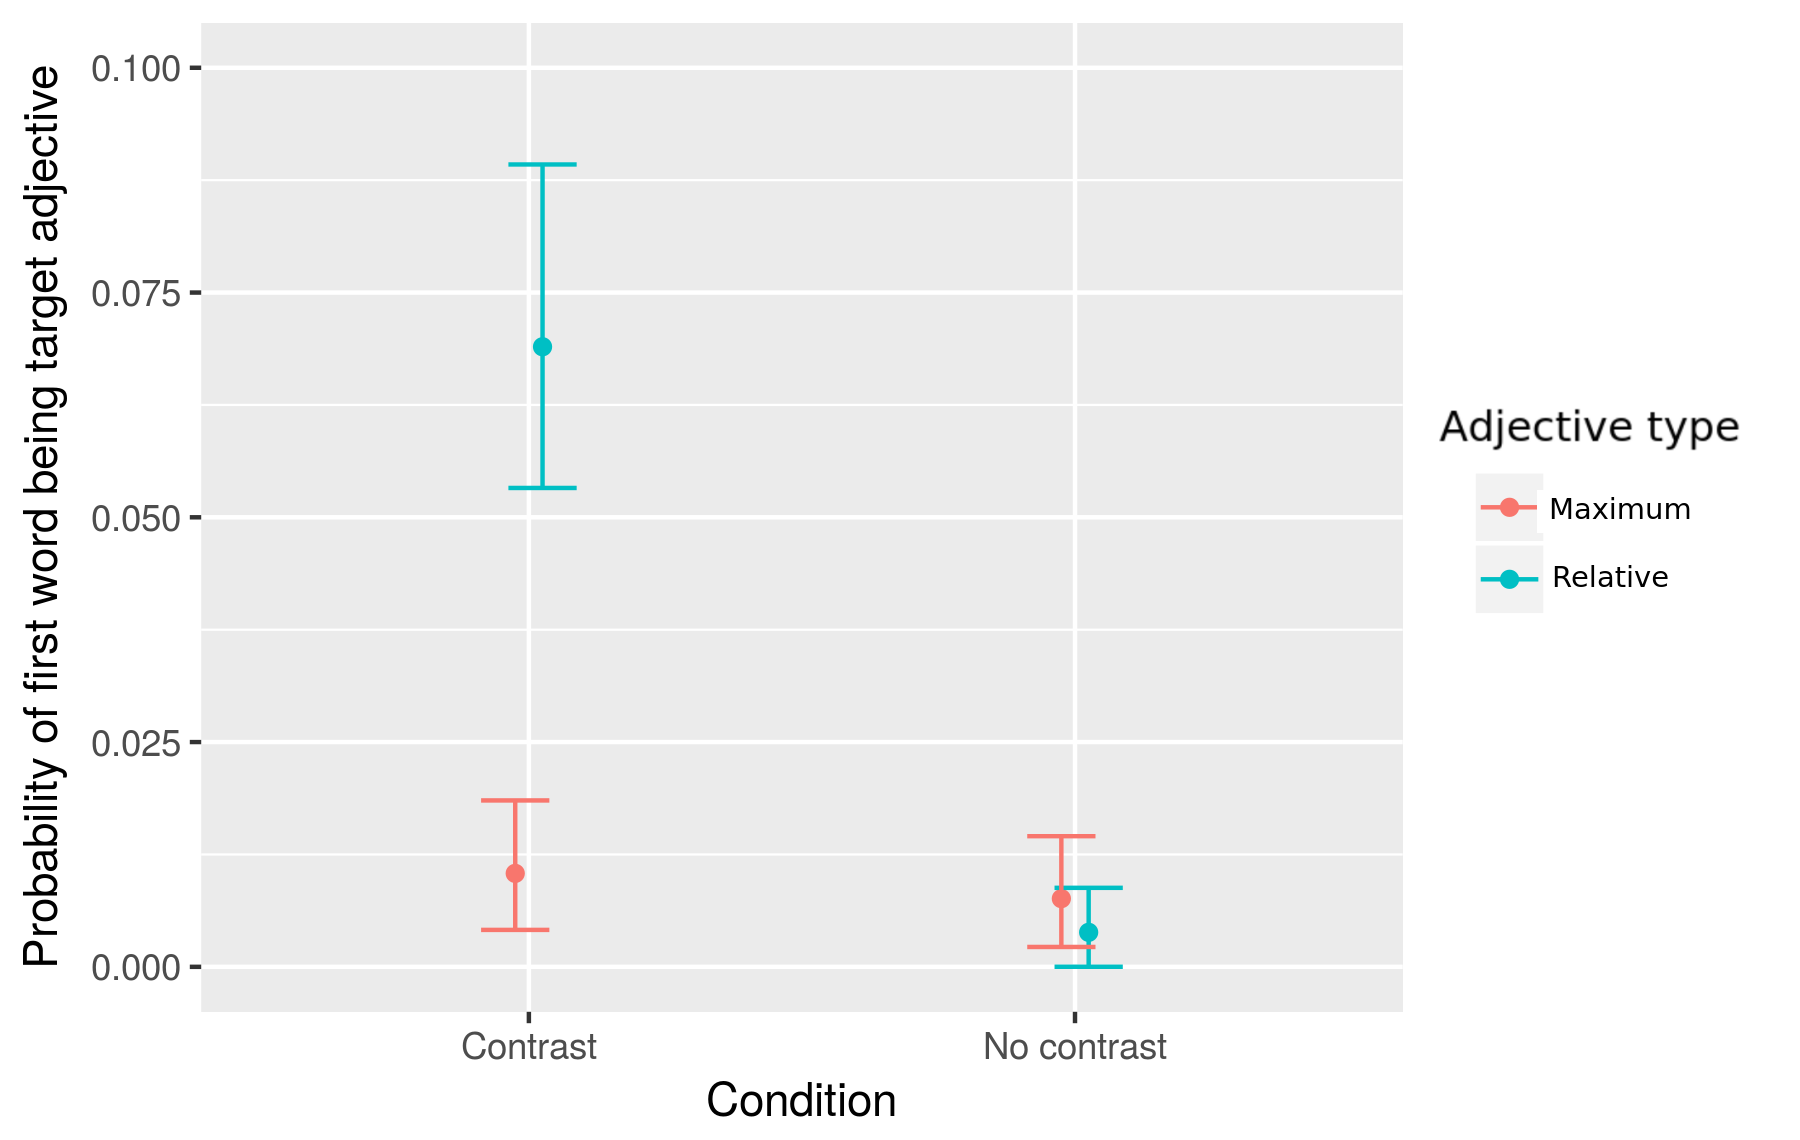 Probability of first word being target adjective
0.100
0.075
0.050
0.025
0.000
Contrast
No contrast
Condition
Adjective type
Maximum
Relative